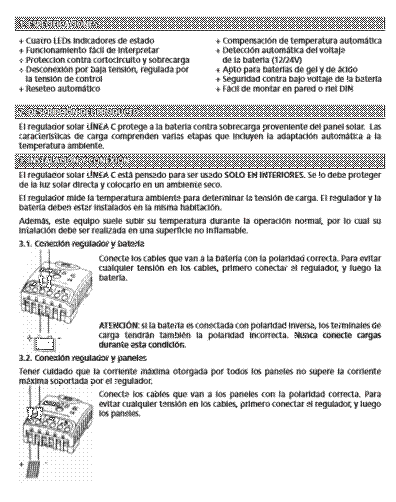 + Cuatro LEDs indicadores de estado
+ Funcionamiento fácil de interpretar
+ Proteccion contra cortocircuito y sobrecarga
+ Desconexión por baja tensión, regulada por
la tensión de control
+ Reseteo automático
+ Compensación de temperatura automática
+ Detección automática del voltaje
de la batería (12/24V)
+ Apto para baterías de gel y de ácido
+ Seguridad contra bajo voltaje de la batería
+ Fácil de montar en pared o riel DIN
El regulador solar LÍNEA C protege a la batería contra sobrecarga proveniente del panel solar. Las
características de carga comprenden varias etapas que incluyen la adaptación automática a la
temperatura ambiente.
El regulador solar LÍNEA C está pensado para ser usado SOLO EN INTERIORES. Se lo debe proteger
de la luz solar directa y colocarlo en un ambiente seco.
El regulador mide la temperatura ambiente para determinar la tensión de carga. El regulador y la
batería deben estar instalados en la misma habitación.
Además, este equipo suele subir su temperatura durante la operación normal, por lo cual su
intalación debe ser realizada en una superficie no inflamable.
3.1. Conexión regulador y batería
Conecte los cables que van a la batería con la polaridad correcta. Para evitar
cualquier tensión en los cables, primero conectar el regulador, y luego la
batería.
ATENCIÓN: si la batería es conectada con polaridad inversa, los terminales de
carga tendrán también la polaridad incorrecta. Nunca conecte cargas
durante esta condición.
+ -
3.2. Conexión regulador y paneles
Tener cuidado que la corriente máxima otorgada por todos los paneles no supere la corriente
máxima soportada por el regulador.
Conecte los cables que van a los paneles con la polaridad correcta. Para
evitar cualquier tensión en los cables, primero conectar el regulador, y luego
los paneles.
+ -